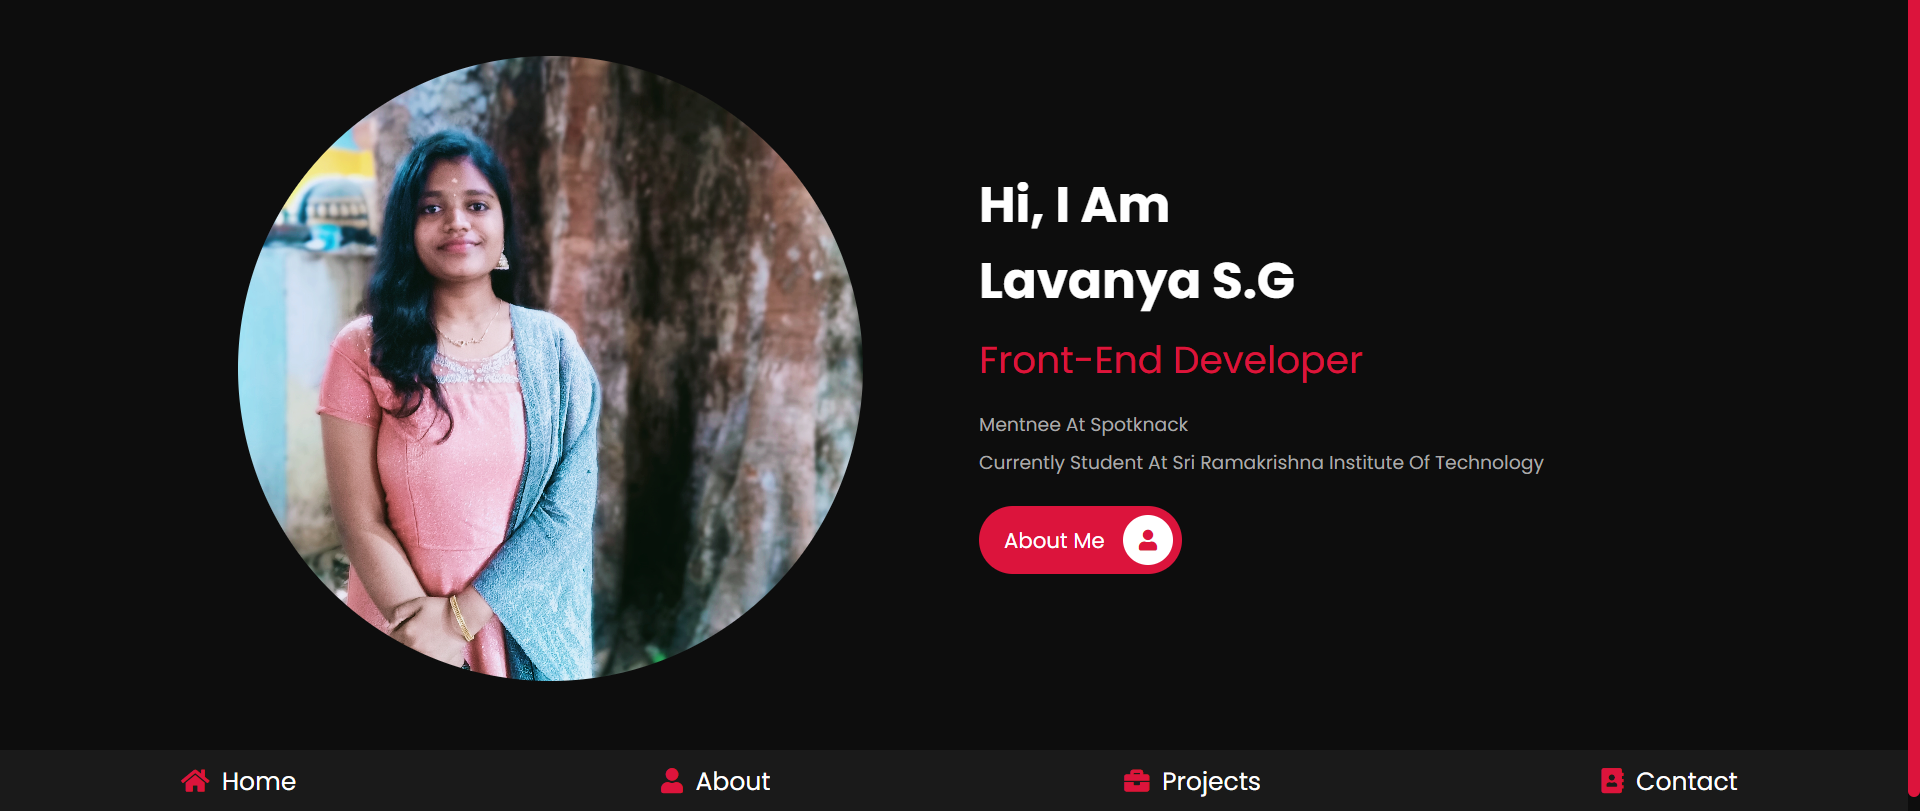 Hi, I Am
Lavanya S.G
Front-End Developer
Mentnee At Spotknack
Currently Student At Sri Ramakrishna Institute Of Technology
About Me
Home
About
Projects
Contact